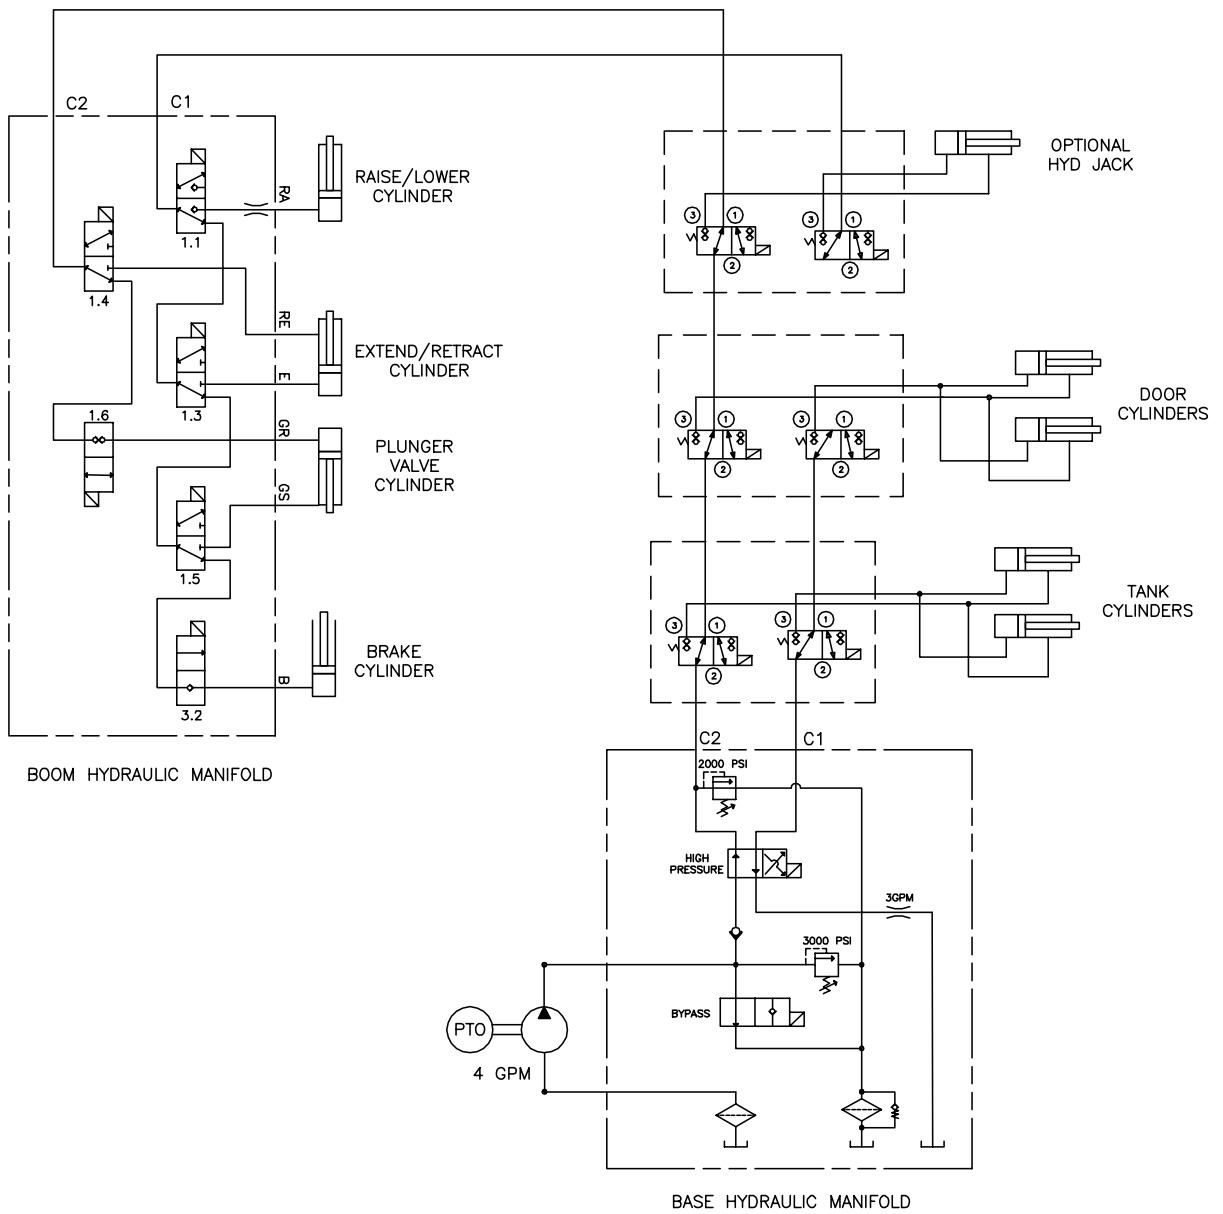 C2
C1
RA
RAISE/LOWER
CYLINDER
1.1
1.4
RE
EXTEND/RETRACT
CYLINDER
E
1.3
1.6
GR
PLUNGER
VALVE
CYLINDER
GS
1.5
BRAKE
CYLINDER
B
3.2
BOOM HYDRAULIC MANIFOLD
OPTIONAL
HYD JACK
3
1
2
3
1
2
DOOR
CYLINDERS
3
1
2
3
1
2
TANK
CYLINDERS
3
1
2
3
1
2
C2
C1
2000 PSI
HIGH
PRESSURE
3GPM
3000 PSI
BYPASS
PTO
4 GPM
BASE HYDRAULIC MANIFOLD